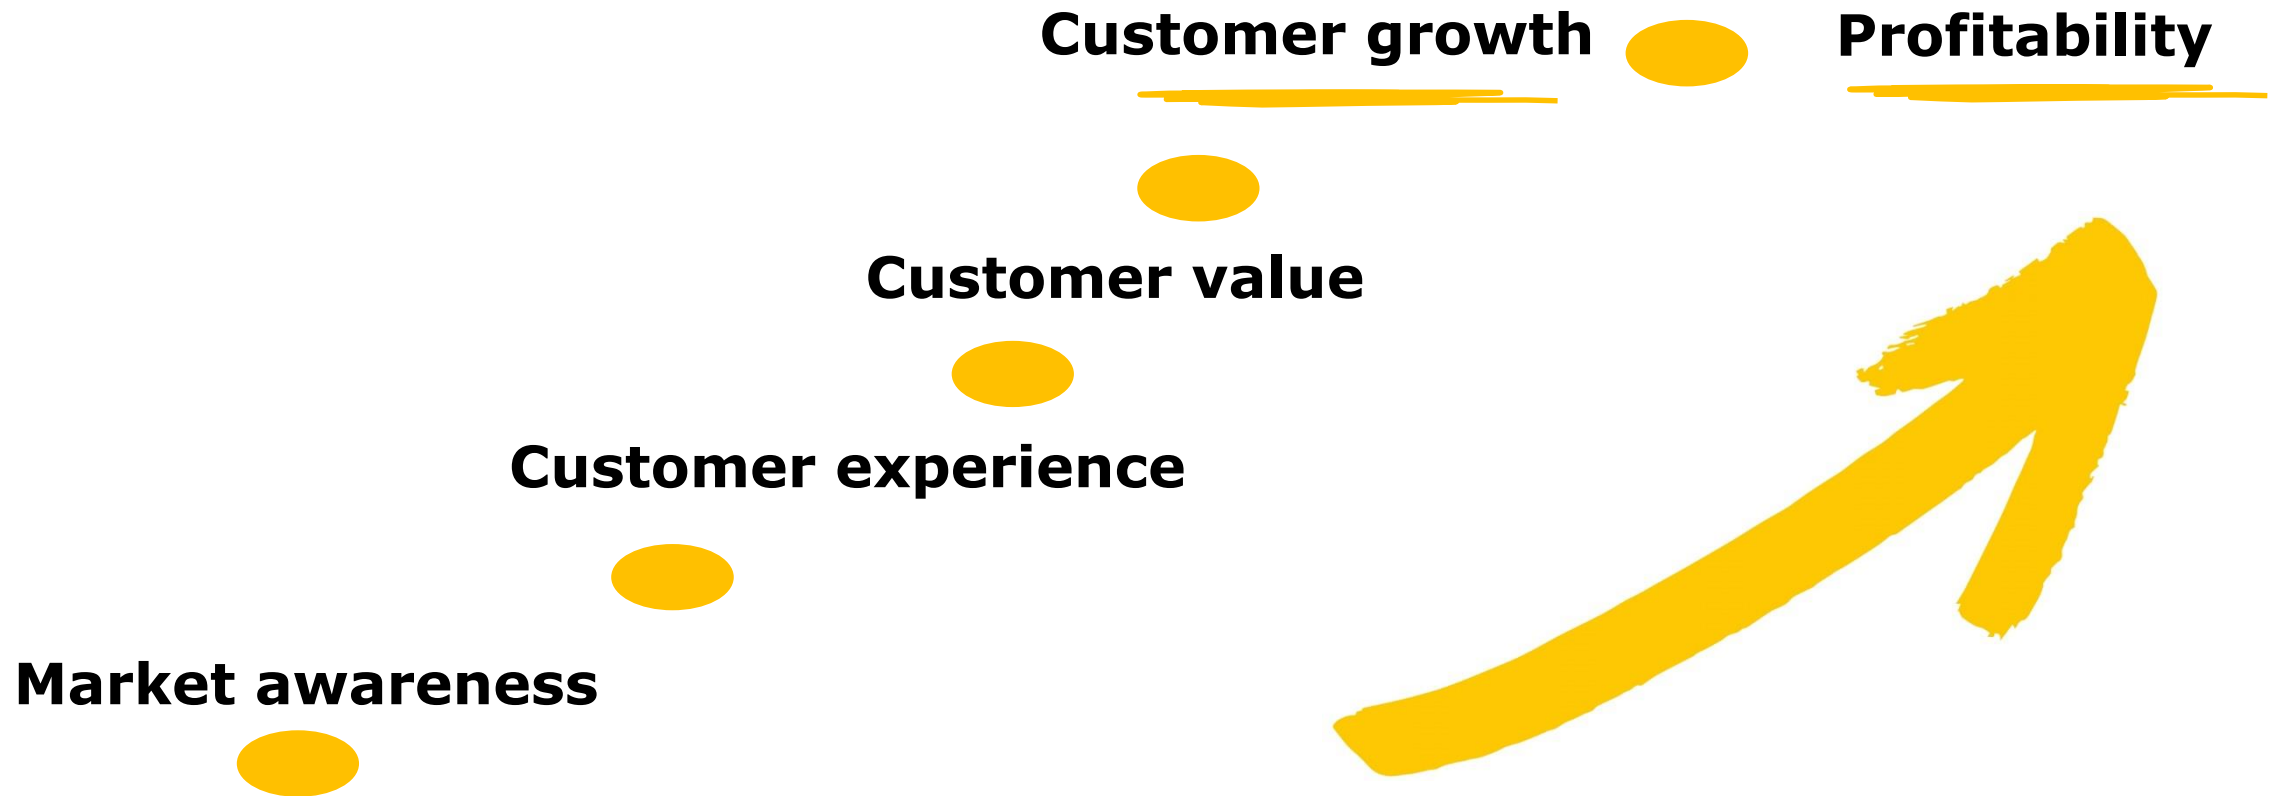 Customer growth
Profitability
Customer value
Customer experience
Market awareness